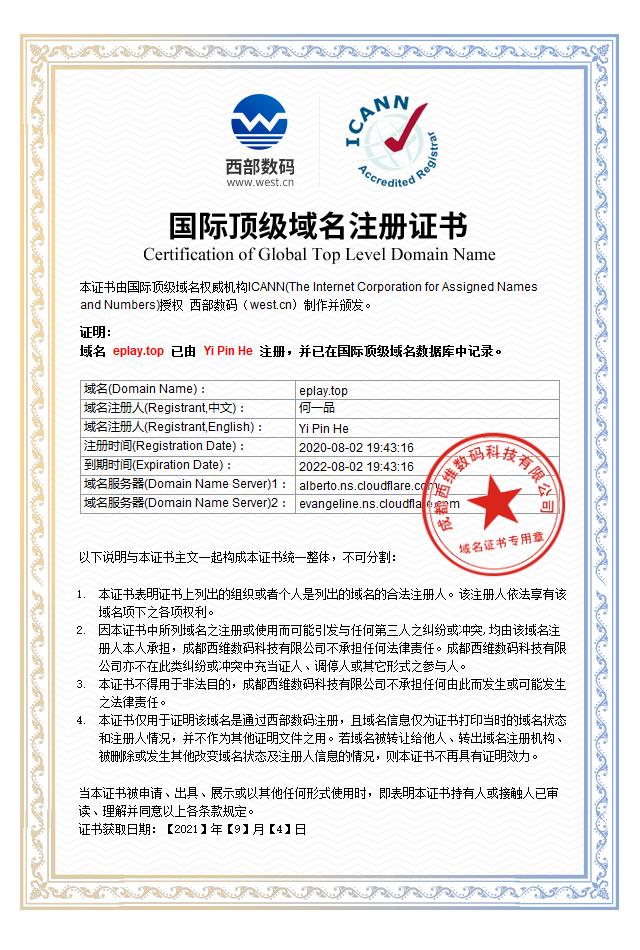 西部数码
www.west.cn
ICANN
Accredited Registrar
国际顶级域名注册证书
Certification of Global Top Level Domain Name
本证书由国际顶级域名权威机构ICANN(The Internet Corporation for Assigned Names
and Numbers)授权 西部数码（west.cn）制作并颁发。
证明:
域名 eplay.top 已由 Yi Pin He 注册，并已在国际顶级域名数据库中记录。
域名(Domain Name)： eplay.top
域名注册人(Registrant,中文)： 何一品
域名注册人(Registrant,English)： Yi Pin He
注册时间(Registration Date)： 2020-08-02 19:43:16
到期时间(Expiration Date)： 2022-08-02 19:43:16
域名服务器(Domain Name Server)1： alberto.ns.cloudflare.com
域名服务器(Domain Name Server)2： evangeline.ns.cloudflare.com
成都西维数码科技有限公司
域名证书专用章
以下说明与本证书主文一起构成本证书统一整体，不可分割：
1. 本证书表明证书上列出的组织或者个人是列出的域名的合法注册人。该注册人依法享有该
域名项下之各项权利。
2. 因本证书中所列域名之注册或使用而可能引发与任何第三人之纠纷或冲突, 均由该域名注
册人本人承担，成都西维数码科技有限公司不承担任何法律责任。成都西维数码科技有限
公司亦不在此类纠纷或冲突中充当证人、调停人或其它形式之参与人。
3. 本证书不得用于非法目的，成都西维数码科技有限公司不承担任何由此而发生或可能发生
之法律责任。
4. 本证书仅用于证明该域名是通过西部数码注册，且域名信息仅为证书打印当时的域名状态
和注册人情况，并不作为其他证明文件之用。若域名被转让给他人、转出域名注册机构、
被删除或发生其他改变域名状态及注册人信息的情况，则本证书不再具有证明效力。
当本证书被申请、出具、展示或以其他任何形式使用时，即表明本证书持有人或接触人已审
读、理解并同意以上各条款规定。
证书获取日期：【2021】年【9】月【4】日